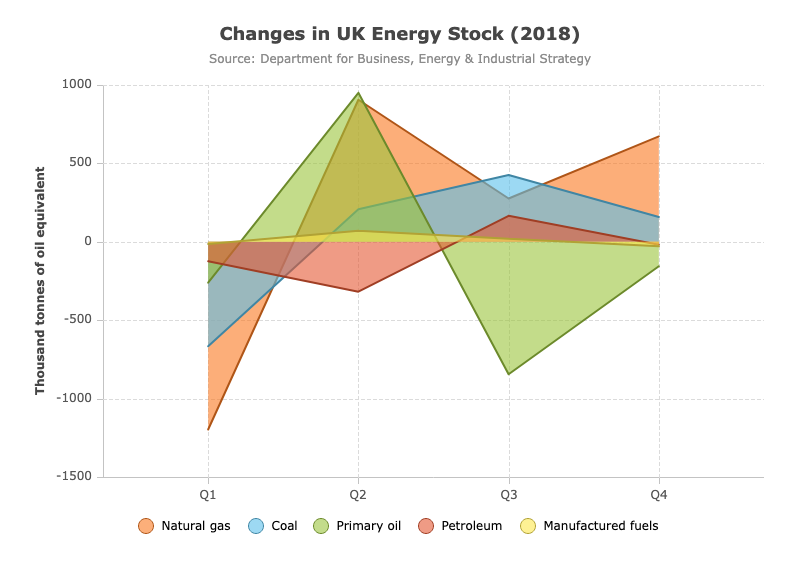 Changes in UK Energy Stock (2018)
Source: Department for Business, Energy & Industrial Strategy
Thousand tonnes of oil equivalent
1000
500
0
-500
-1000
-1500
Q1 Q2 Q3 Q4
Natural gas Coal Primary oil Petroleum Manufactured fuels